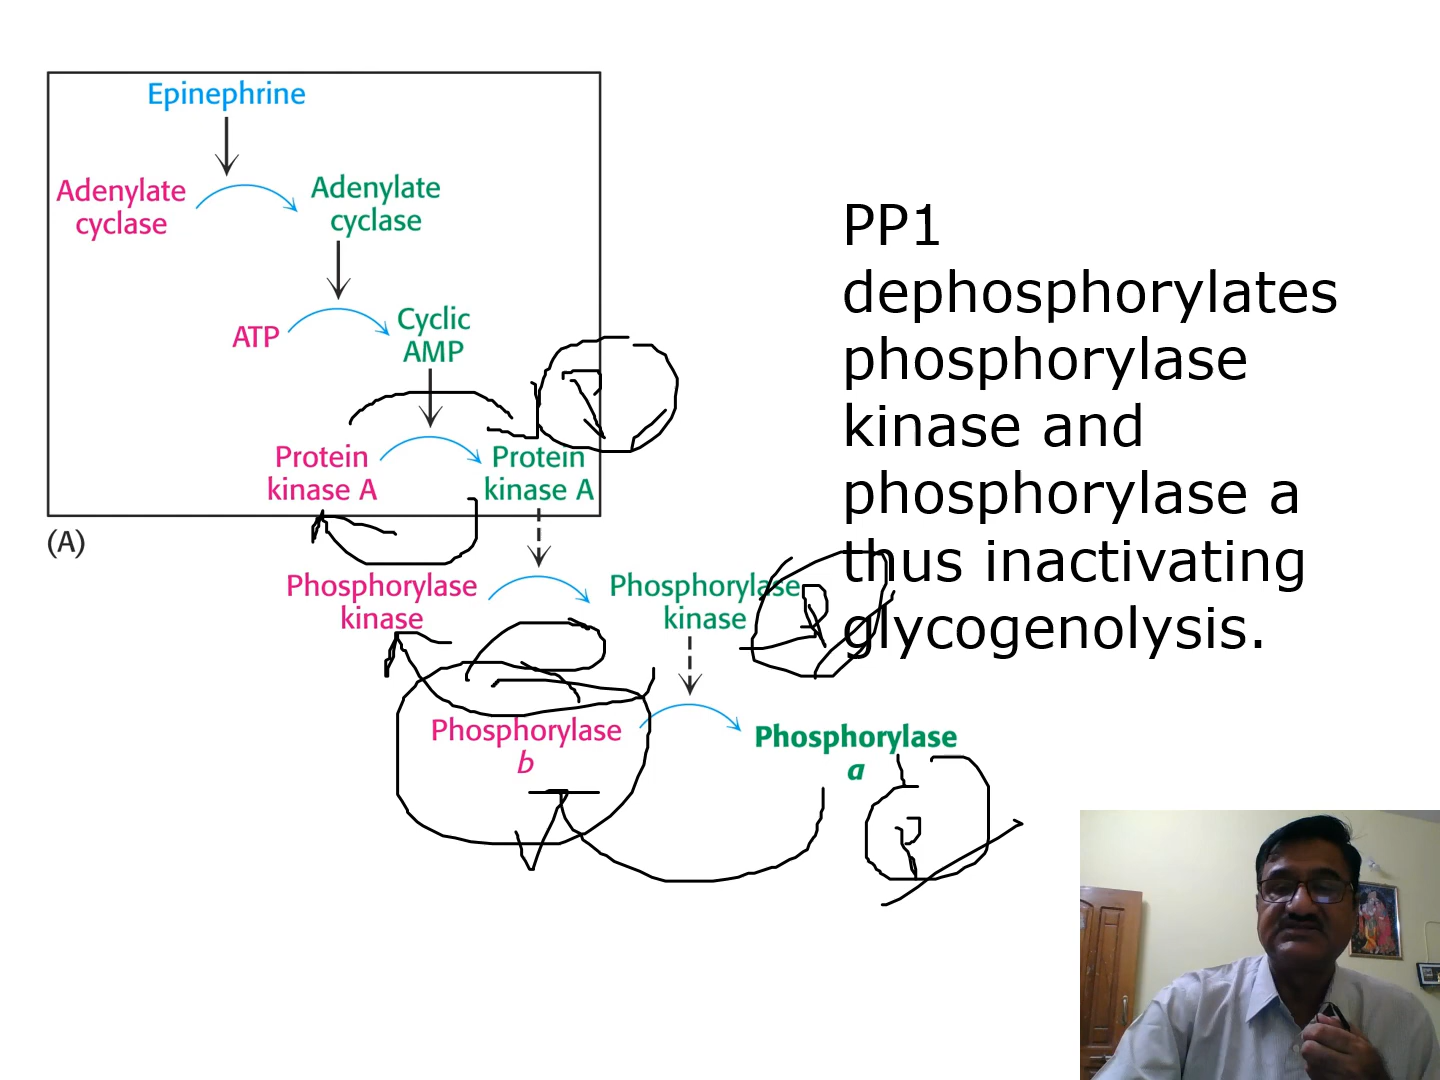 Epinephrine
Adenylate
cyclase
Adenylate
cyclase
ATP
Cyclic
AMP
Protein
kinase A
Protein
kinase A
(A)
Phosphorylase
kinase
Phosphorylase
kinase
Phosphorylase
b
Phosphorylase
a
P
P
P
PP1
dephosphorylates
phosphorylase
kinase and
phosphorylase a
thus inactivating
glycogenolysis.